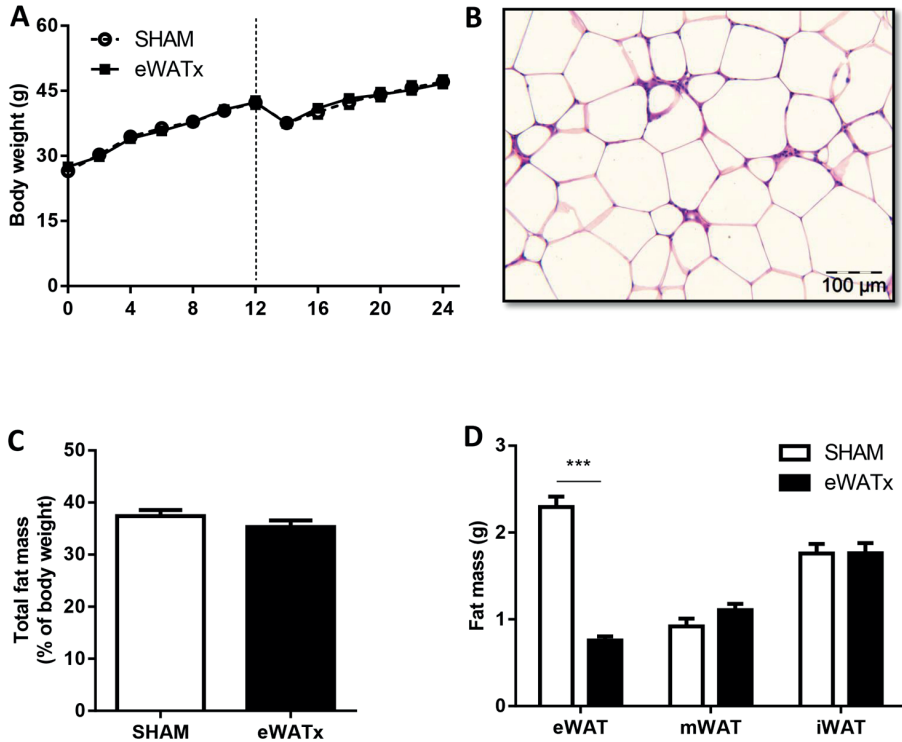 A
60
45
30
15
0
Body weight (g)
SHAM
eWATx
0 4 8 12 16 20 24
B
100 µm
C
50
40
30
20
10
0
Total fat mass
(% of body weight)
SHAM eWATx
D
3
2
1
0
Fat mass (g)
SHAM
eWATx
***
eWAT mWAT iWAT